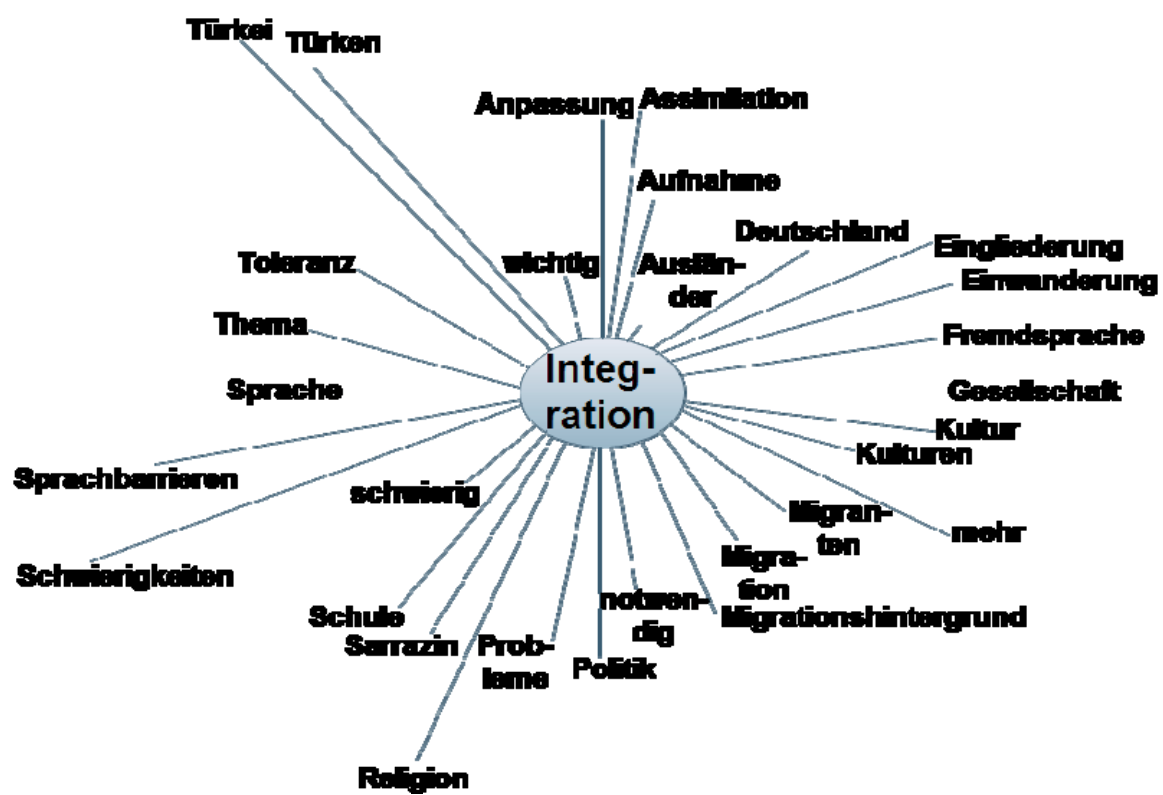 Türkei
Türken
Anpassung
Assimilation
Aufnahme
Deutschland
Eingliederung
Toleranz
wichtig
Auslän-
der
Einwanderung
Thema
Fremdsprache
Integ-
ration
Sprache
Gesellschaft
Kultur
Kulturen
Sprachbarrieren
schwierig
Migran-
ten
mehr
Migra-
tion
Schwierigkeiten
notwen-
dig
Migrationshintergrund
Schule
Sarrazin
Prob-
leme
Politik
Religion